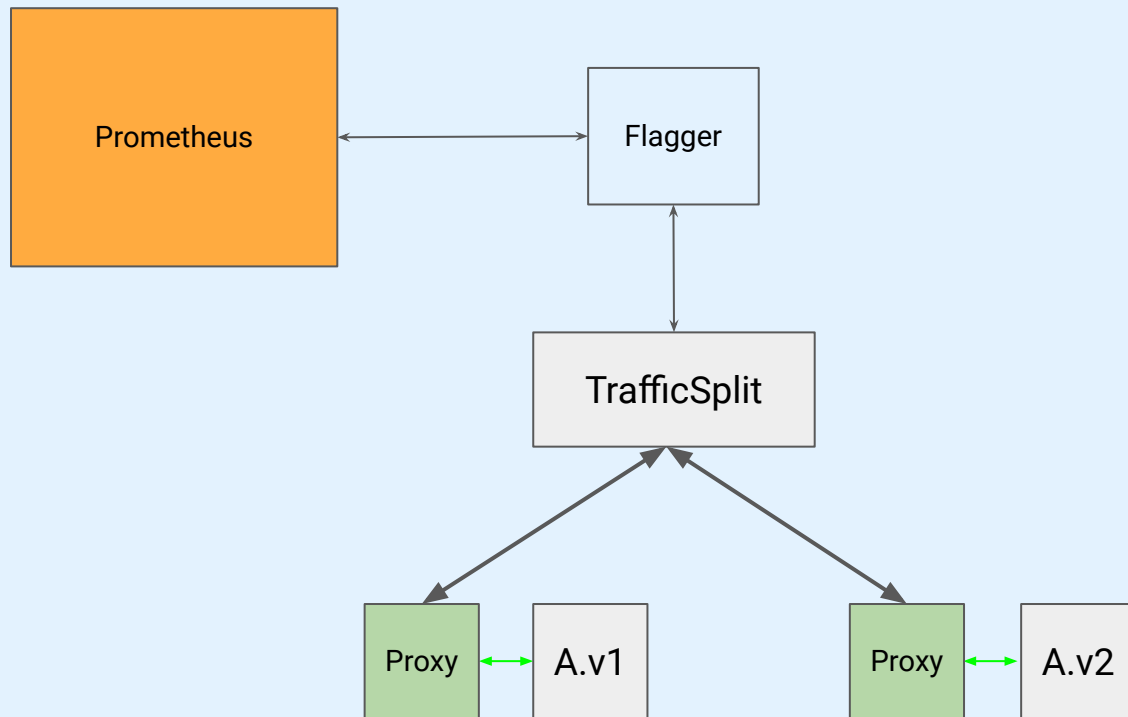 Prometheus
Flagger
TrafficSplit
Proxy
A.v1
Proxy
A.v2